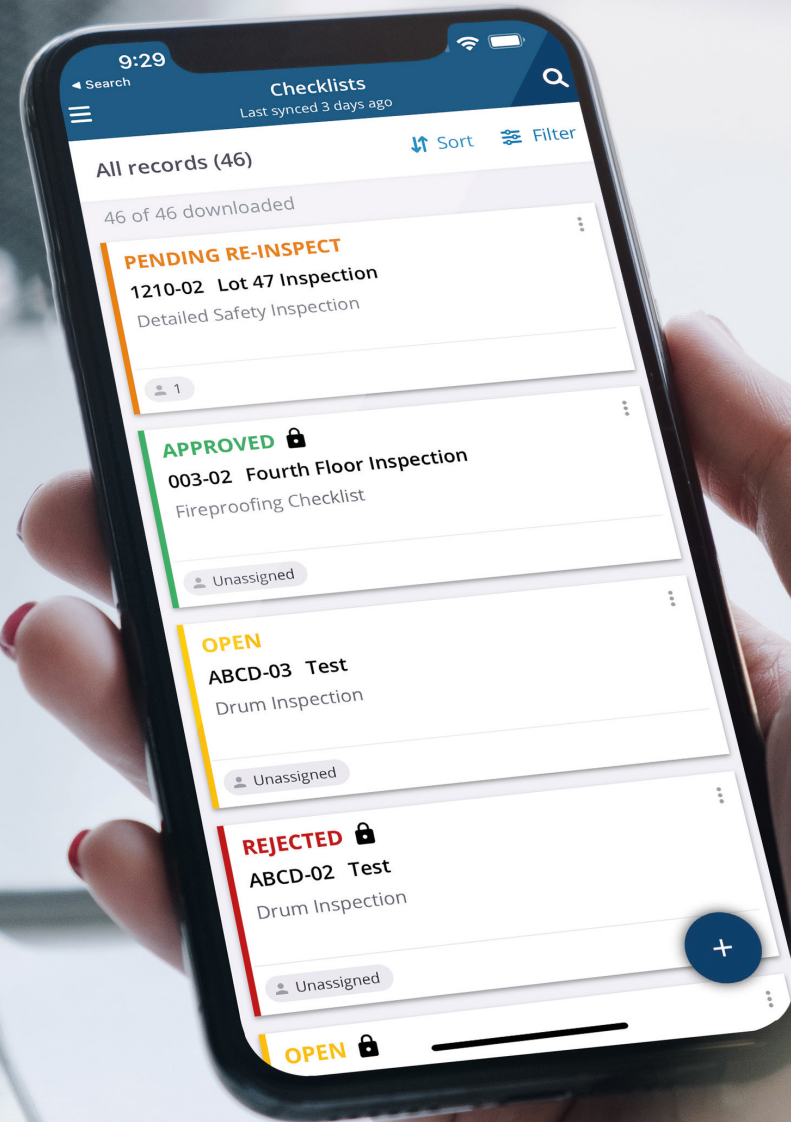 9:29
◀ Search
Checklists
Last synced 3 days ago
All records (46)
Sort
Filter
46 of 46 downloaded
PENDING RE-INSPECT
1210-02 Lot 47 Inspection
Detailed Safety Inspection
1
APPROVED
003-02 Fourth Floor Inspection
Fireproofing Checklist
Unassigned
OPEN
ABCD-03 Test
Drum Inspection
Unassigned
REJECTED
ABCD-02 Test
Drum Inspection
Unassigned
+
OPEN